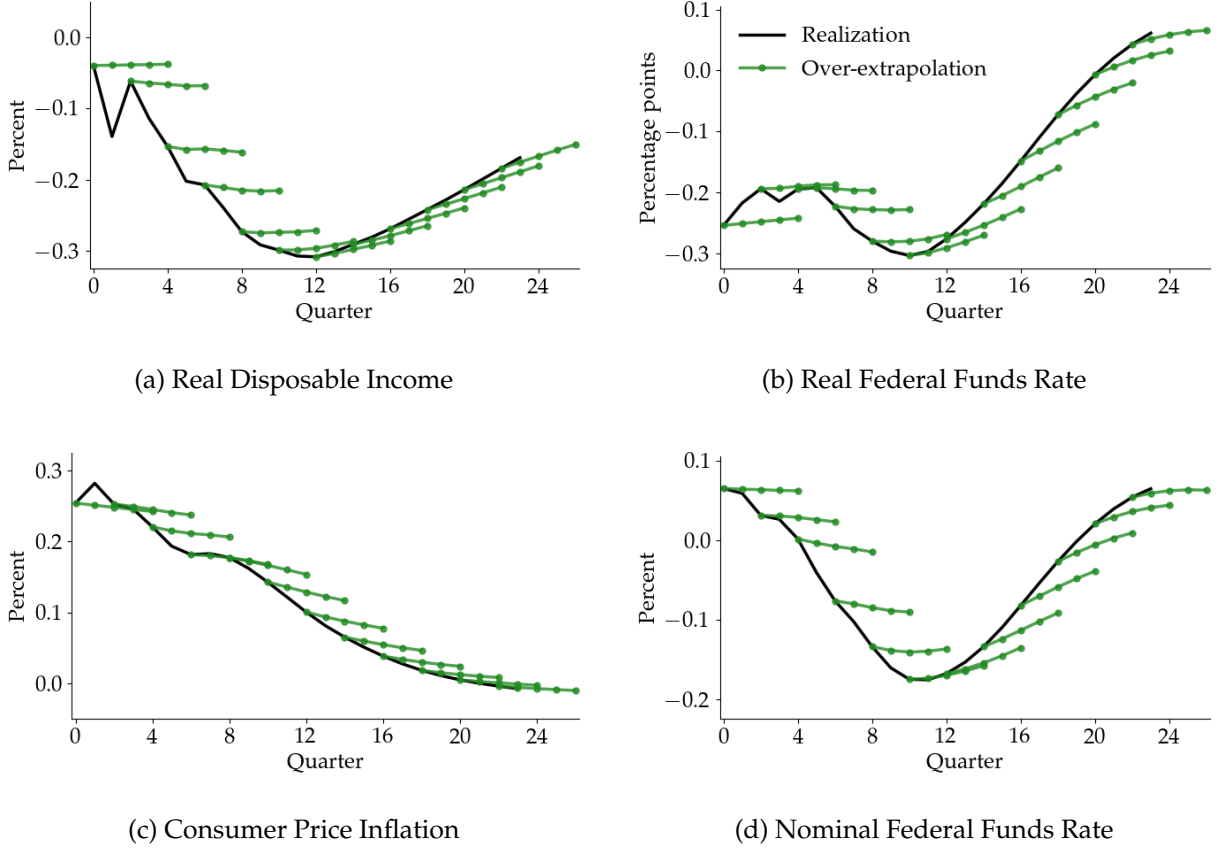 0.0
−0.1
−0.2
−0.3
Percent
0 4 8 12 16 20 24
Quarter
(a) Real Disposable Income
0.1
0.0
−0.1
−0.2
−0.3
Percentage points
Realization
Over-extrapolation
0 4 8 12 16 20 24
Quarter
(b) Real Federal Funds Rate
0.3
0.2
0.1
0.0
Percent
0 4 8 12 16 20 24
Quarter
(c) Consumer Price Inflation
0.1
0.0
−0.1
−0.2
Percent
0 4 8 12 16 20 24
Quarter
(d) Nominal Federal Funds Rate